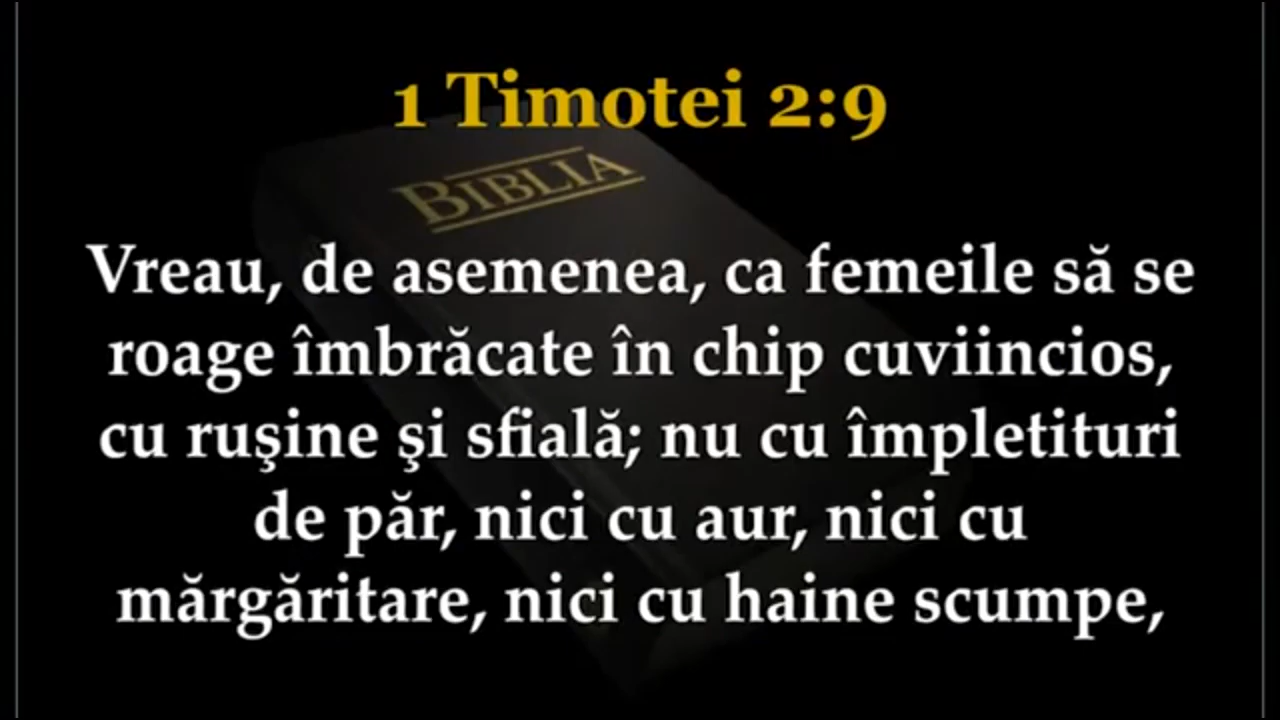 1 Timotei 2:9
BIBLIA
Vreau, de asemenea, ca femeile să se
roage îmbrăcate în chip cuviincios,
cu ruşine şi sfială; nu cu împletituri
de păr, nici cu aur, nici cu
mărgăritare, nici cu haine scumpe,